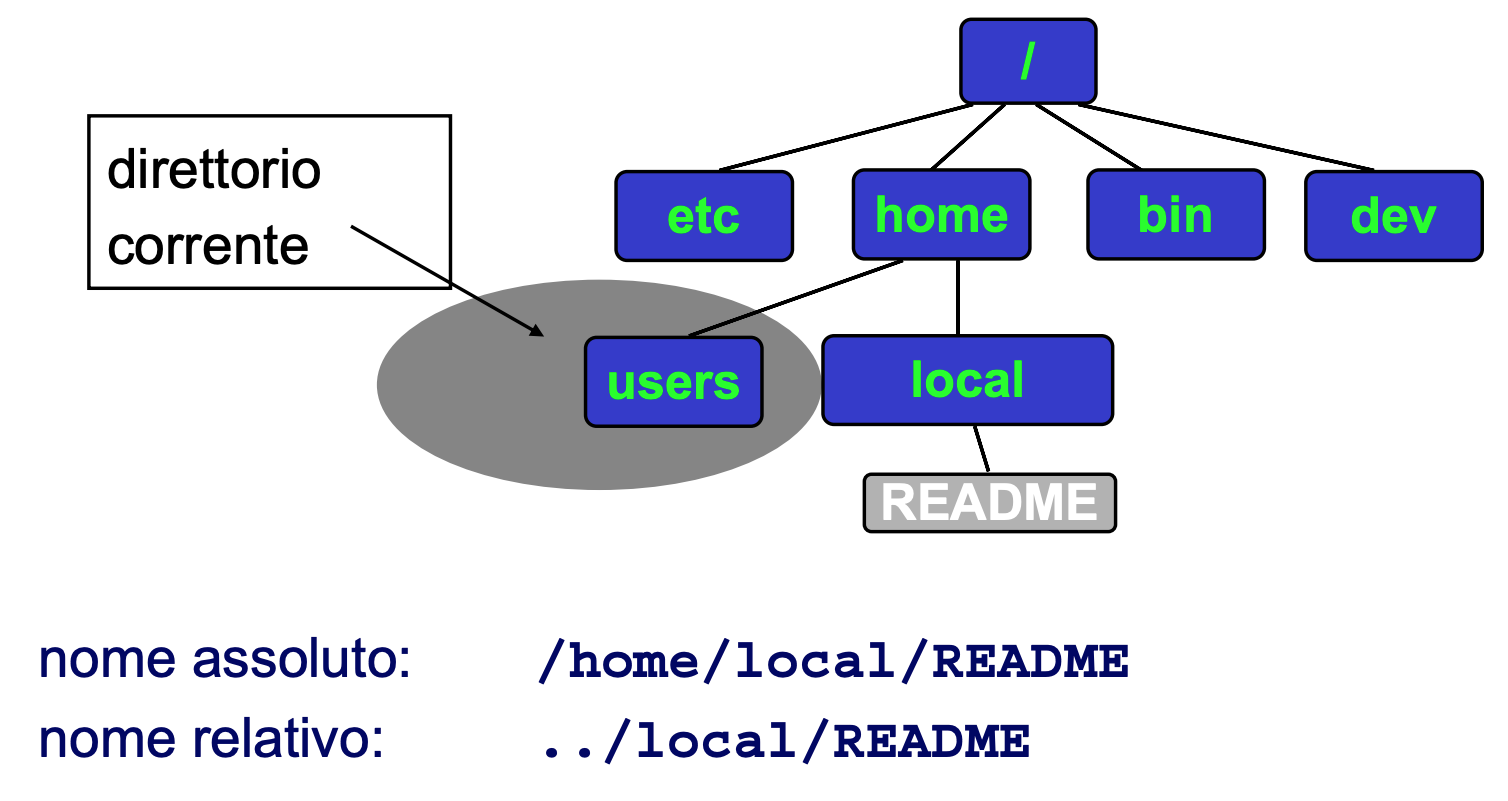 /
direttorio
corrente
etc
home
bin
dev
users
local
README
nome assoluto: /home/local/README
nome relativo: ../local/README